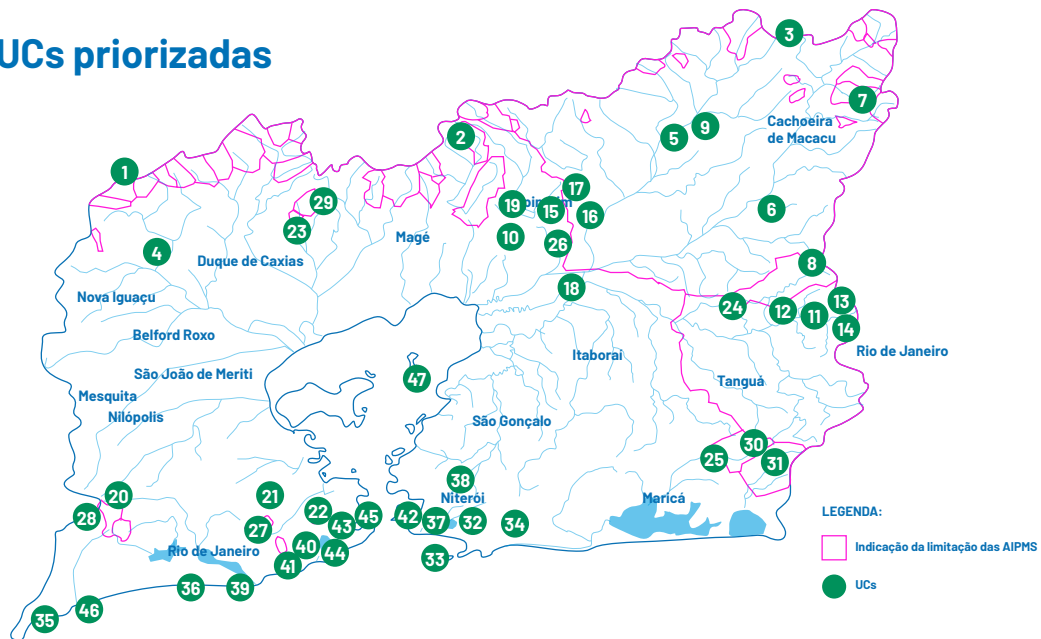 UCs priorizadas
3
7
Cachoeira
de Macacu
9
5
2
1
17
19
15
16
29
6
23
10
26
Magé
4
Duque de Caxias
8
18
Nova Iguaçu
13
24
12
11
14
Belford Roxo
Rio de Janeiro
Itaboraí
São João de Meriti
47
Tanguá
Mesquita
Nilópolis
São Gonçalo
30
25
31
38
20
21
Niterói
Maricá
28
22
45
42
37
32
34
43
27
LEGENDA:
40
Rio de Janeiro
44
33
41
Indicação da limitação das AIPMS
36
39
UCs
46
35